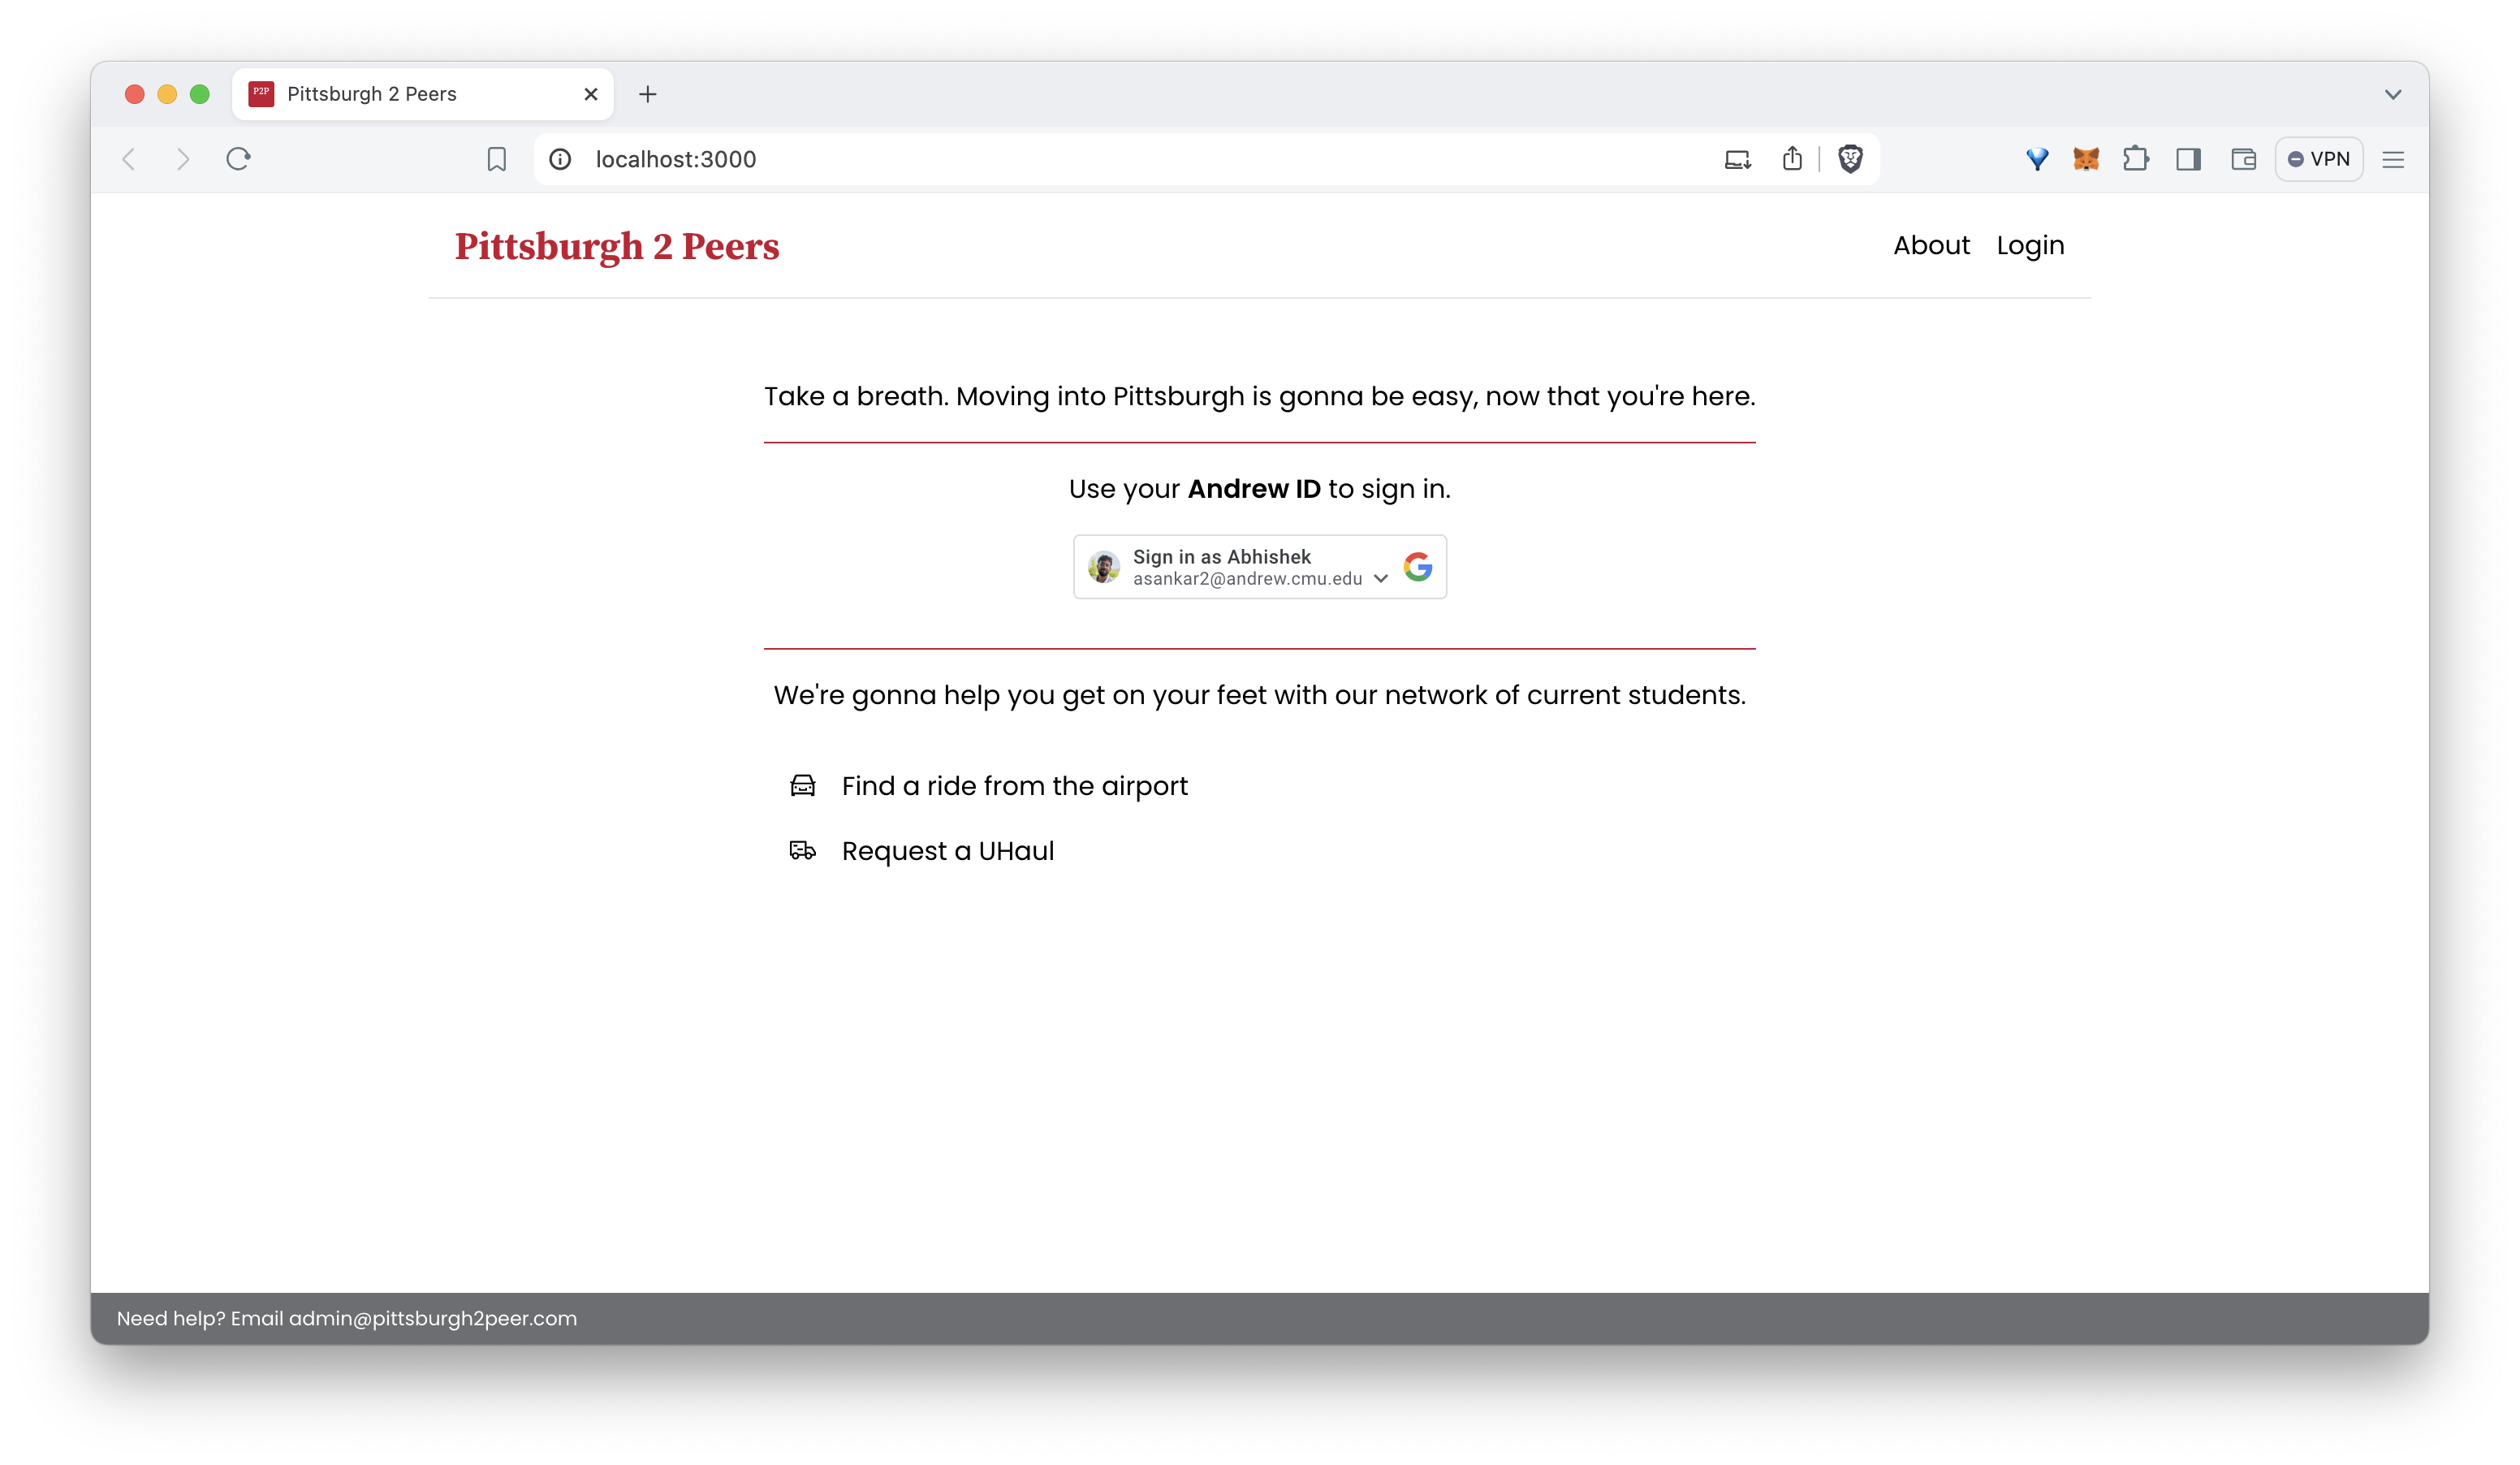 P2P Pittsburgh 2 Peers
localhost:3000
VPN
Pittsburgh 2 Peers
About Login
Take a breath. Moving into Pittsburgh is gonna be easy, now that you're here.
Use your Andrew ID to sign in.
Sign in as Abhishek
asankar2@andrew.cmu.edu
We're gonna help you get on your feet with our network of current students.
Find a ride from the airport
Request a UHaul
Need help? Email admin@pittsburgh2peer.com